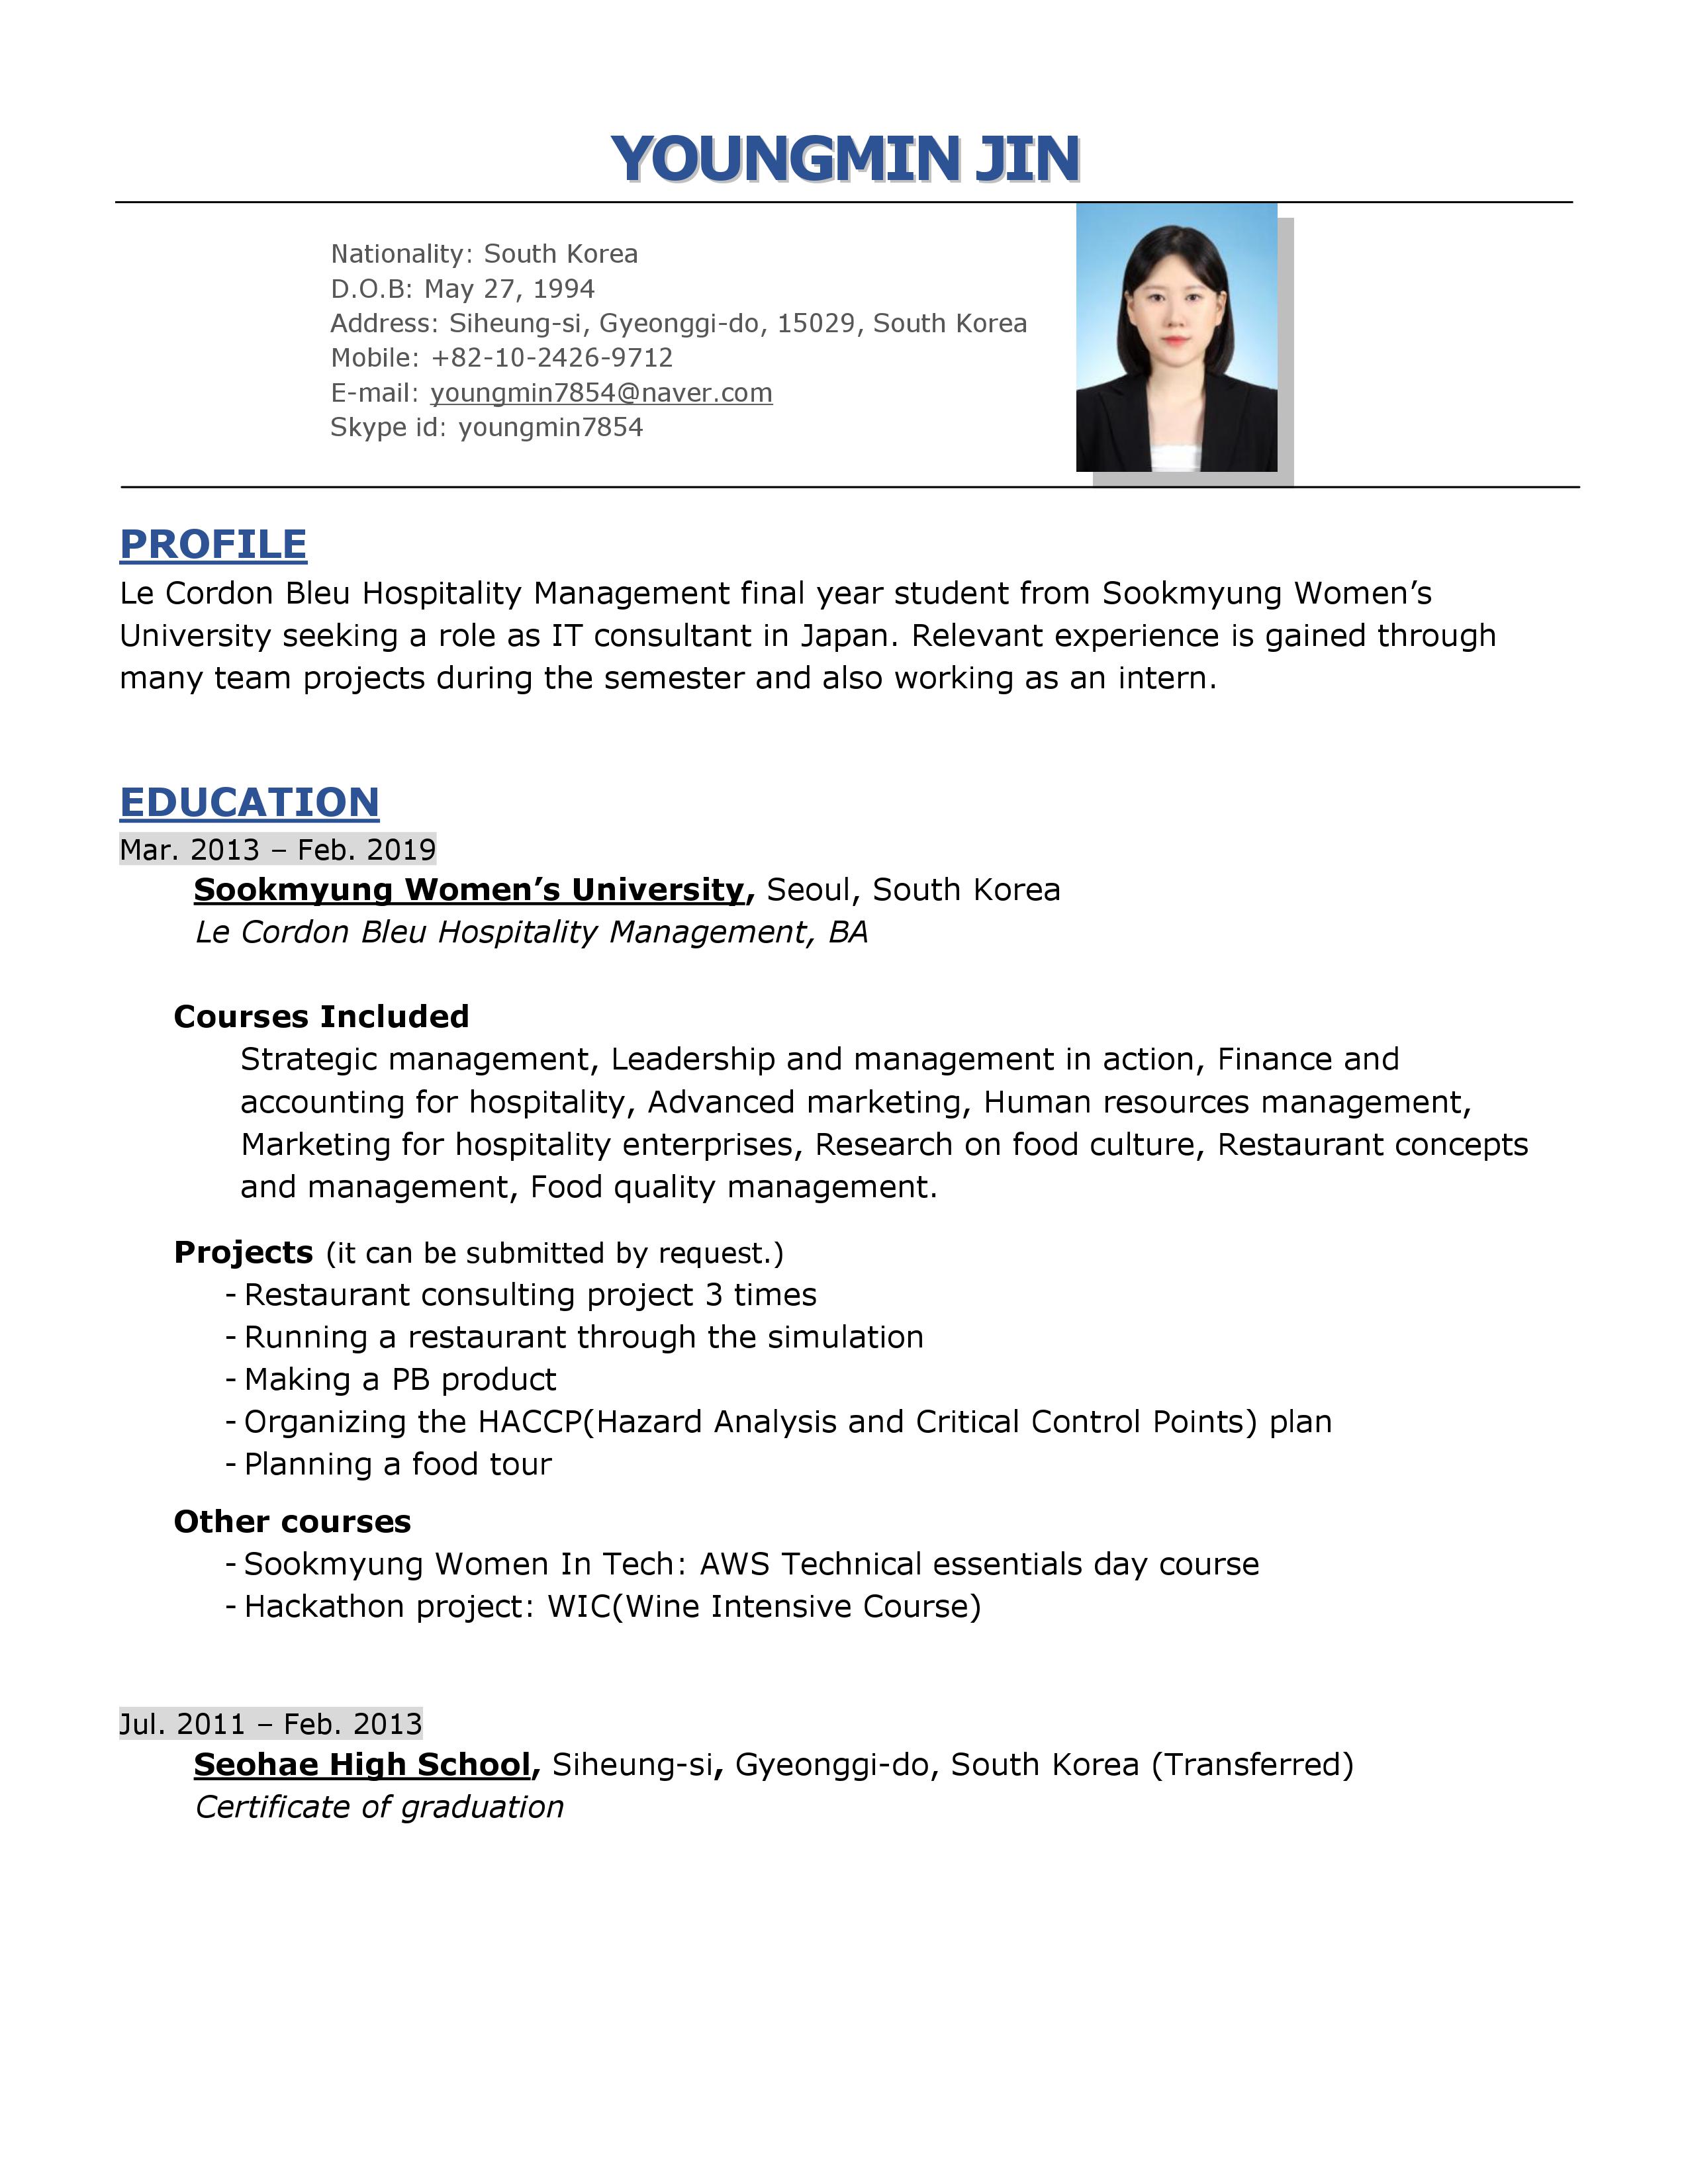 YOUNGMIN JIN
Nationality: South Korea
D.O.B: May 27, 1994
Address: Siheung-si, Gyeonggi-do, 15029, South Korea
Mobile: +82-10-2426-9712
E-mail: youngmin7854@naver.com
Skype id: youngmin7854
PROFILE
Le Cordon Bleu Hospitality Management final year student from Sookmyung Women’s
University seeking a role as IT consultant in Japan. Relevant experience is gained through
many team projects during the semester and also working as an intern.
EDUCATION
Mar. 2013 – Feb. 2019
Sookmyung Women’s University, Seoul, South Korea
Le Cordon Bleu Hospitality Management, BA
Courses Included
Strategic management, Leadership and management in action, Finance and
accounting for hospitality, Advanced marketing, Human resources management,
Marketing for hospitality enterprises, Research on food culture, Restaurant concepts
and management, Food quality management.
Projects (it can be submitted by request.)
- Restaurant consulting project 3 times
- Running a restaurant through the simulation
- Making a PB product
- Organizing the HACCP(Hazard Analysis and Critical Control Points) plan
- Planning a food tour
Other courses
- Sookmyung Women In Tech: AWS Technical essentials day course
- Hackathon project: WIC(Wine Intensive Course)
Jul. 2011 – Feb. 2013
Seohae High School, Siheung-si, Gyeonggi-do, South Korea (Transferred)
Certificate of graduation